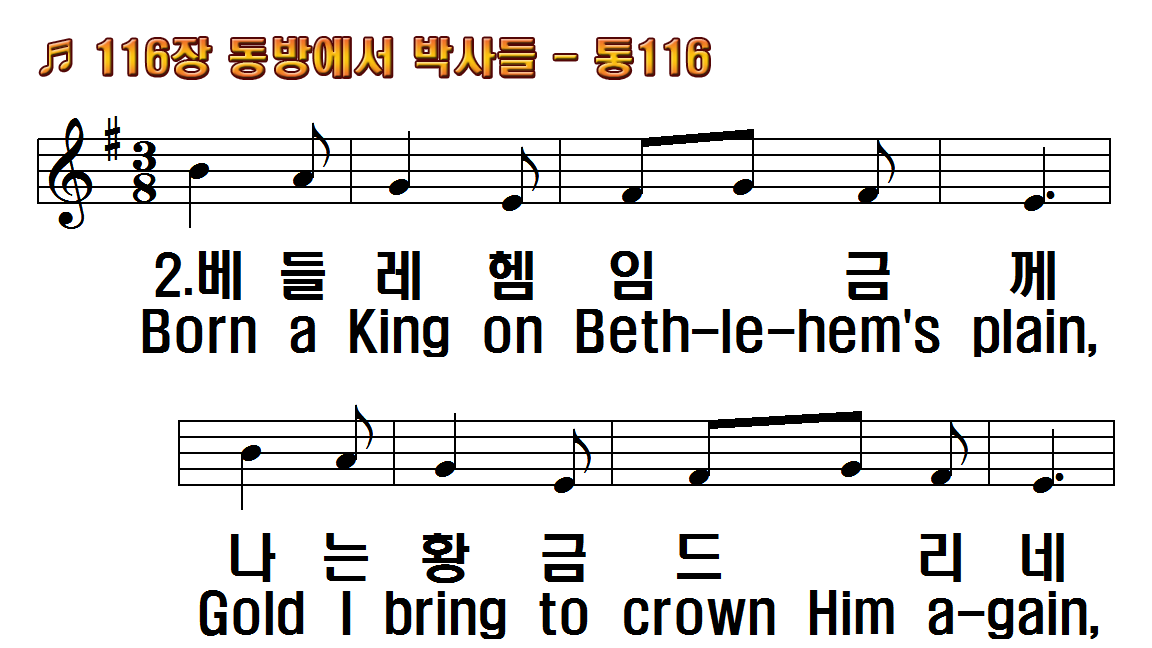 116장 동방에서 박사들 - 통116
2.베 들 레 헴 임 금 께
Born a King on Beth-le-hem's plain,
나 는 황 금 드 리 네
Gold I bring to crown Him a-gain,